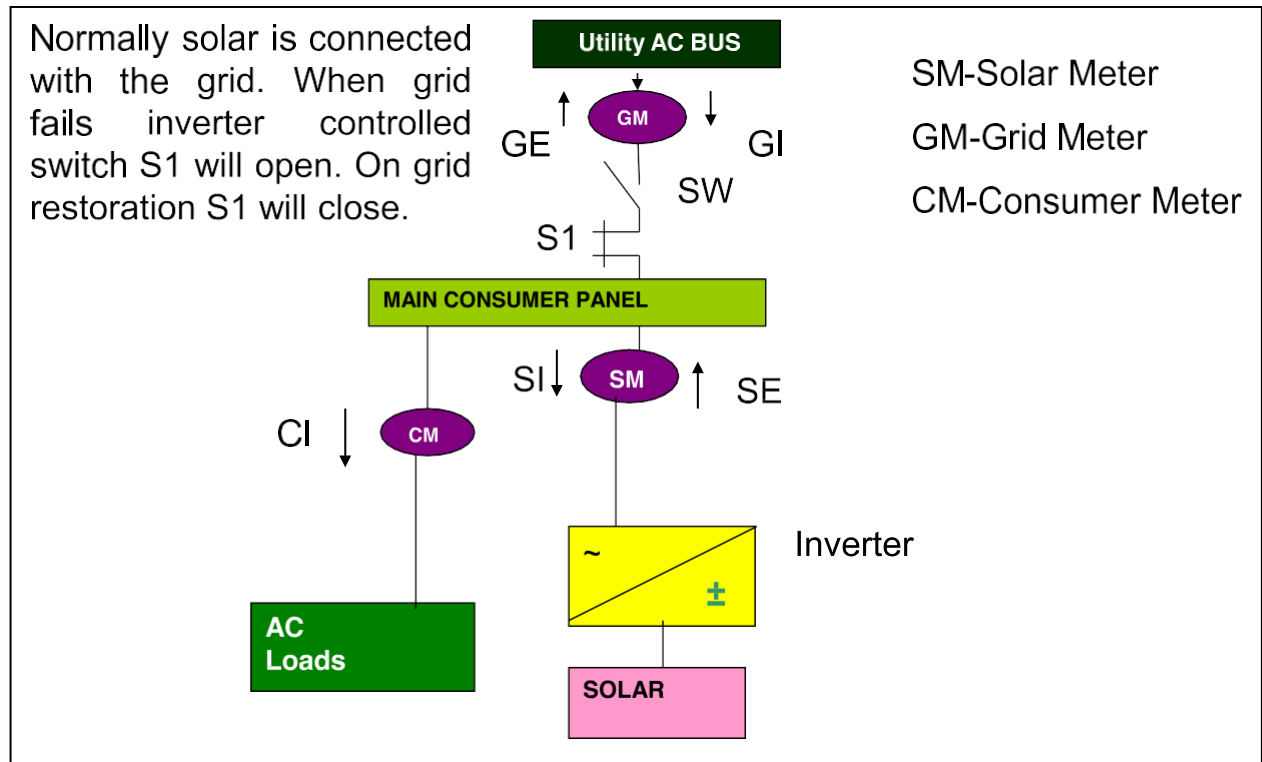 Normally solar is connected
with the grid. When grid
fails inverter controlled
switch S1 will open. On grid
restoration S1 will close.
Utility AC BUS
SM-Solar Meter
GM-Grid Meter
CM-Consumer Meter
GM
GE
GI
SW
S1
MAIN CONSUMER PANEL
SI
SM
SE
CI
CM
~
±
Inverter
AC
Loads
SOLAR